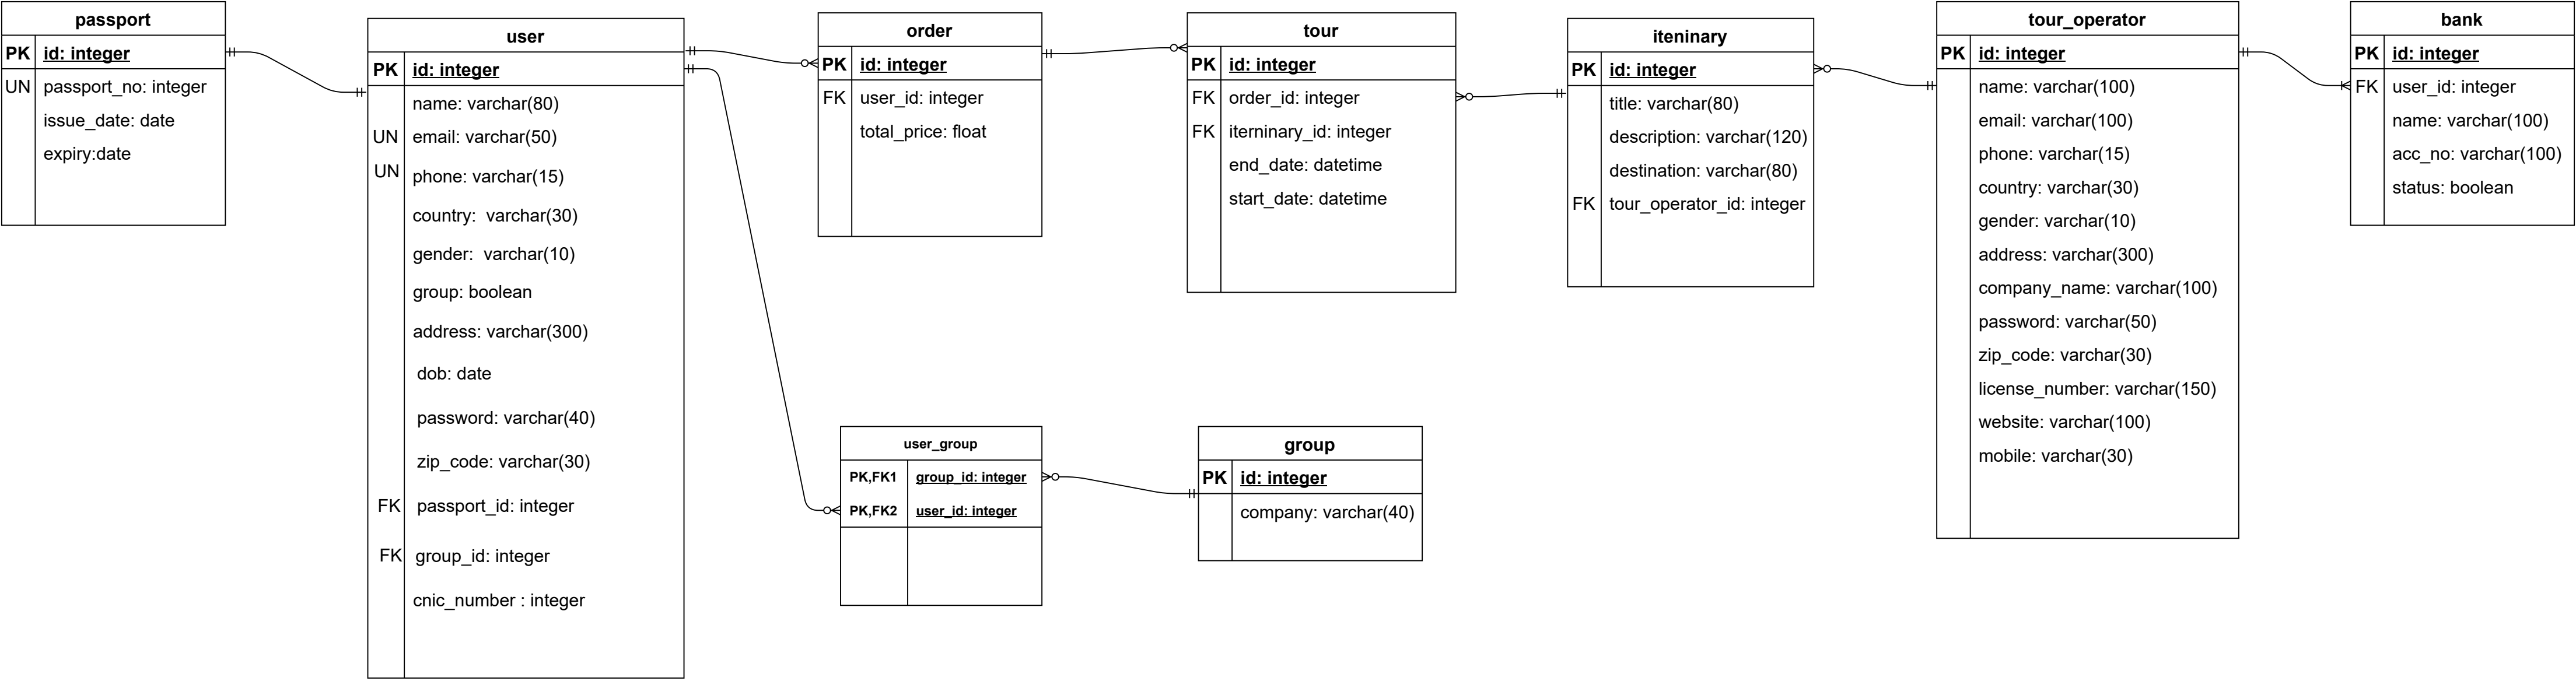 passport
PK id: integer
UN passport_no: integer
issue_date: date
expiry:date
user
PK id: integer
name: varchar(80)
UN email: varchar(50)
UN phone: varchar(15)
country:  varchar(30)
gender:  varchar(10)
group: boolean
address: varchar(300)
dob: date
password: varchar(40)
zip_code: varchar(30)
FK passport_id: integer
FK group_id: integer
cnic_number : integer
order
PK id: integer
FK user_id: integer
total_price: float
tour
PK id: integer
FK order_id: integer
FK iterninary_id: integer
end_date: datetime
start_date: datetime
iteninary
PK id: integer
title: varchar(80)
description: varchar(120)
destination: varchar(80)
FK tour_operator_id: integer
tour_operator
PK id: integer
name: varchar(100)
email: varchar(100)
phone: varchar(15)
country: varchar(30)
gender: varchar(10)
address: varchar(300)
company_name: varchar(100)
password: varchar(50)
zip_code: varchar(30)
license_number: varchar(150)
website: varchar(100)
mobile: varchar(30)
bank
PK id: integer
FK user_id: integer
name: varchar(100)
acc_no: varchar(100)
status: boolean
user_group
PK,FK1 group_id: integer
PK,FK2 user_id: integer
group
PK id: integer
company: varchar(40)